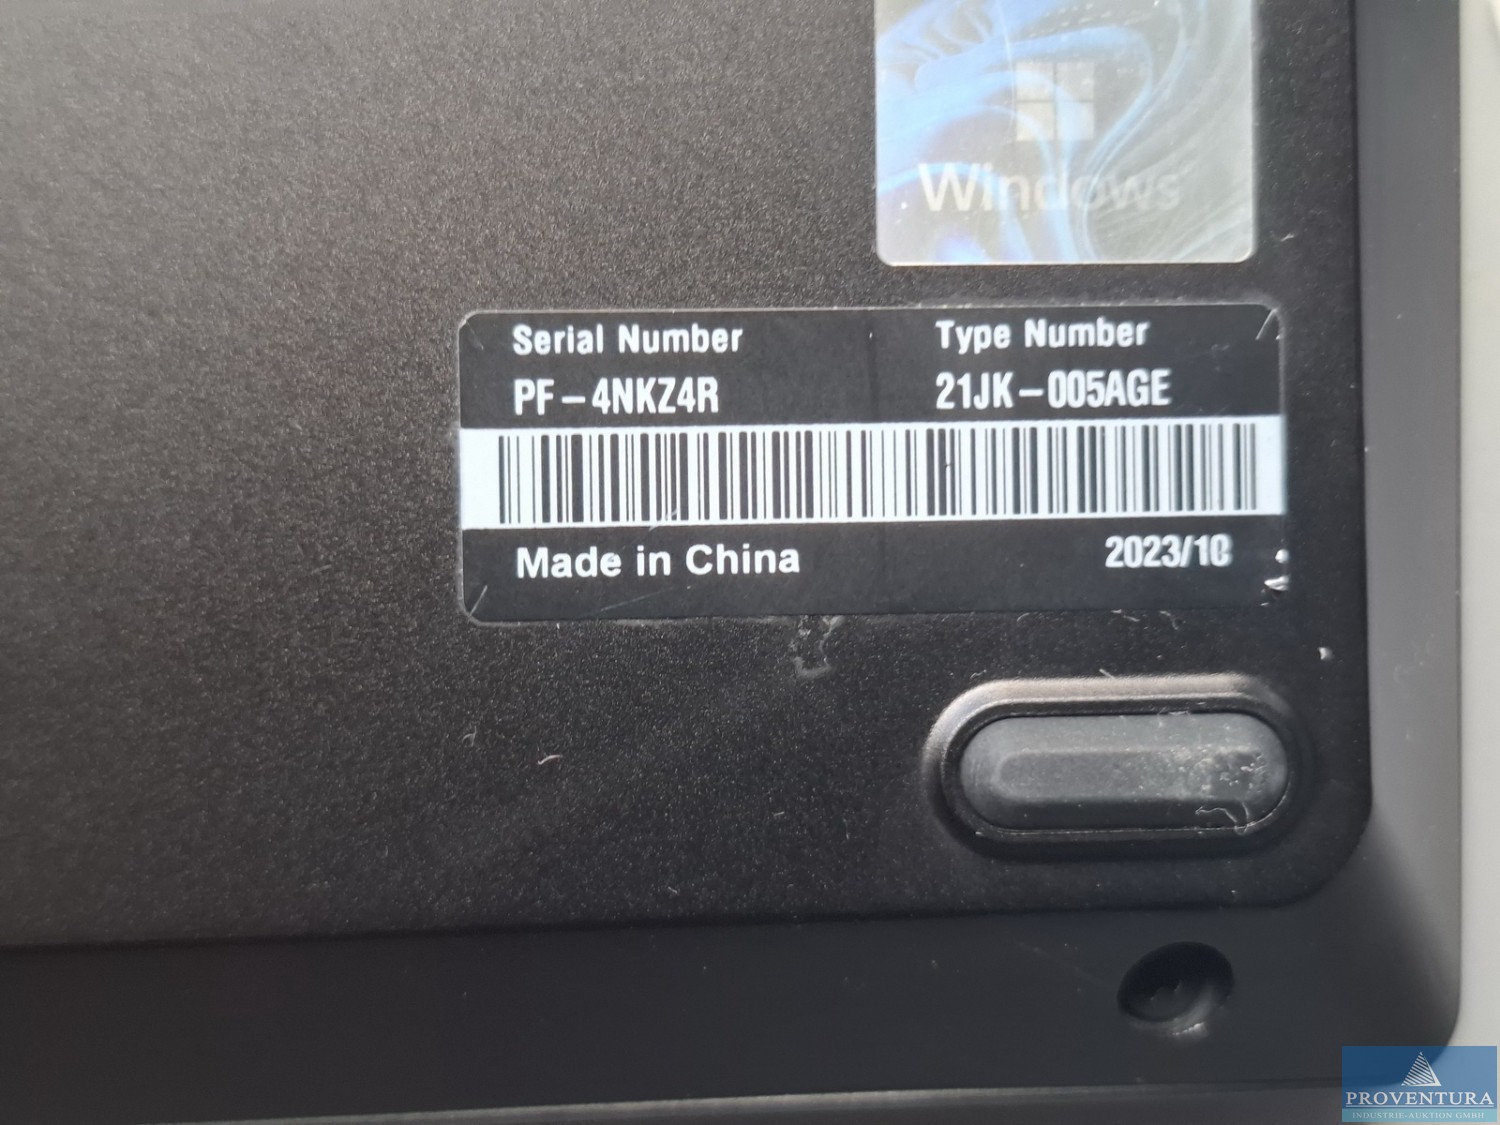 Windows
Serial Number
Type Number
PF-4NKZ4R
21JK-005AGE
Made in China
2023/10
PROVENTURA
INDUSTRIE-AUKTION GMBH